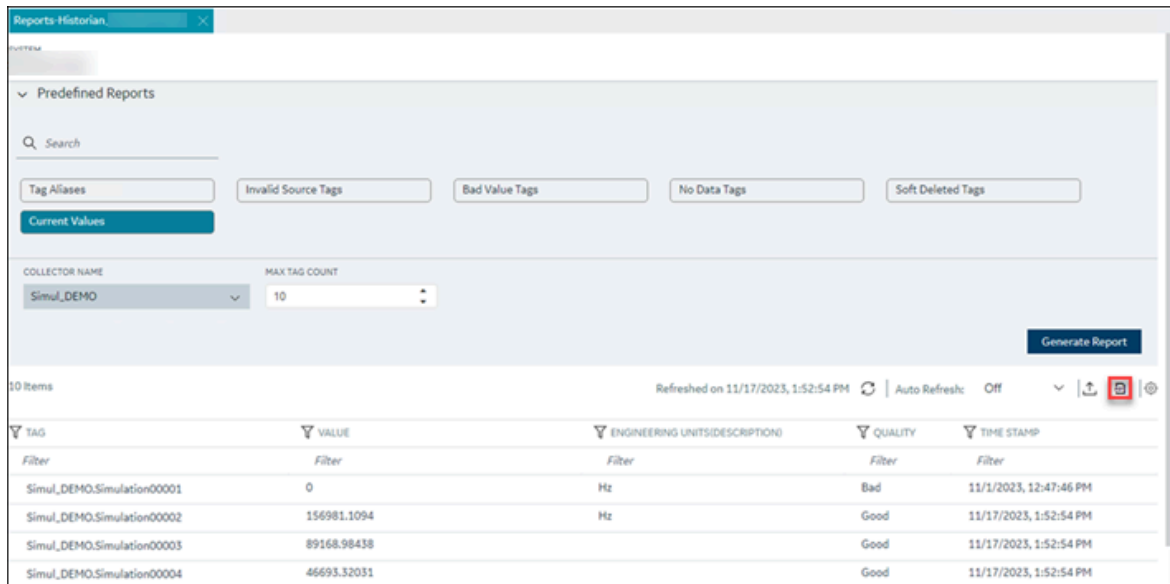 Reports-Historian.
SYSTEM
Predefined Reports
Search
Tag Aliases Invalid Source Tags Bad Value Tags No Data Tags Soft Deleted Tags
Current Values
COLLECTOR NAME MAX TAG COUNT
Simul_DEMO 10
Generate Report
10 Items Refreshed on 11/17/2023, 1:52:54 PM Auto Refresh: Off
TAG VALUE ENGINEERING UNITS(DESCRIPTION) QUALITY TIME STAMP
Filter Filter Filter Filter Filter
Simul_DEMO.Simulation00001 0 Hz Bad 11/1/2023, 12:47:46 PM
Simul_DEMO.Simulation00002 156981.1094 Hz Good 11/17/2023, 1:52:54 PM
Simul_DEMO.Simulation00003 89168.98438 Good 11/17/2023, 1:52:54 PM
Simul_DEMO.Simulation00004 46693.32031 Good 11/17/2023, 1:52:54 PM